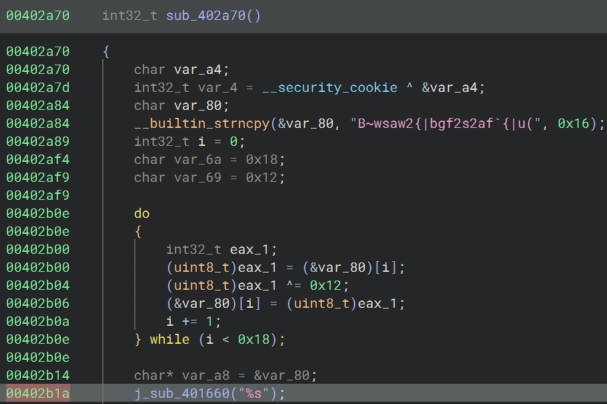 00402a70 int32_t sub_402a70()
00402a70 {
00402a70 char var_a4;
00402a7d int32_t var_4 = __security_cookie ^ &var_a4;
00402a84 char var_80;
00402a84 __builtin_strncpy(&var_80, "B~wsaw2{|bgf2s2af`{|u(", 0x16);
00402a89 int32_t i = 0;
00402af4 char var_6a = 0x18;
00402af9 char var_69 = 0x12;
00402af9
00402b0e do
00402b0e {
00402b00 int32_t eax_1;
00402b00 (uint8_t)eax_1 = (&var_80)[i];
00402b04 (uint8_t)eax_1 ^= 0x12;
00402b06 (&var_80)[i] = (uint8_t)eax_1;
00402b0a i += 1;
00402b0e } while (i < 0x18);
00402b0e
00402b14 char* var_a8 = &var_80;
00402b1a j_sub_401660("%s");